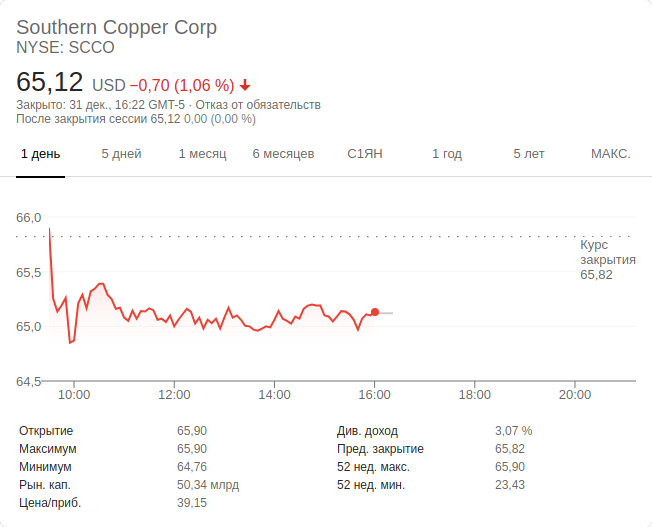 Southern Copper Corp
NYSE: SCCO
65,12 USD −0,70 (1,06 %)
Закрыто: 31 дек., 16:22 GMT-5 · Отказ от обязательств
После закрытия сессии 65,12 0,00 (0,00 %)
1 день 5 дней 1 месяц 6 месяцев С1ЯН 1 год 5 лет МАКС.
66,0
Курс
закрытия
65,82
65,5
65,0
64,5
10:00 12:00 14:00 16:00 18:00 20:00
Открытие 65,90 Див. доход 3,07 %
Максимум 65,90 Пред. закрытие 65,82
Минимум 64,76 52 нед. макс. 65,90
Рын. кап. 50,34 млрд 52 нед. мин. 23,43
Цена/приб. 39,15